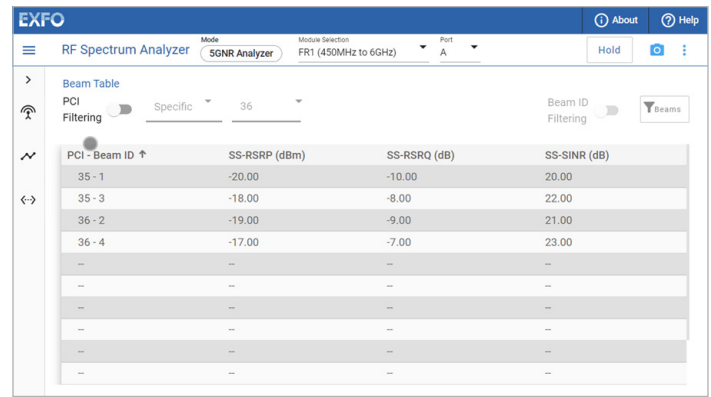 EXFO
About
Help
RF Spectrum Analyzer
Mode
5GNR Analyzer
Module Selection
FR1 (450MHz to 6GHz)
Port
A
Hold
Beam Table
PCI
Filtering
Specific
36
Beam ID
Filtering
Beams
PCI - Beam ID ↑ SS-RSRP (dBm) SS-RSRQ (dB) SS-SINR (dB)
35 - 1 -20.00 -10.00 20.00
35 - 3 -18.00 -8.00 22.00
36 - 2 -19.00 -9.00 21.00
36 - 4 -17.00 -7.00 23.00
-- -- -- --
-- -- -- --
-- -- -- --
-- -- -- --
-- -- -- --
-- -- -- --